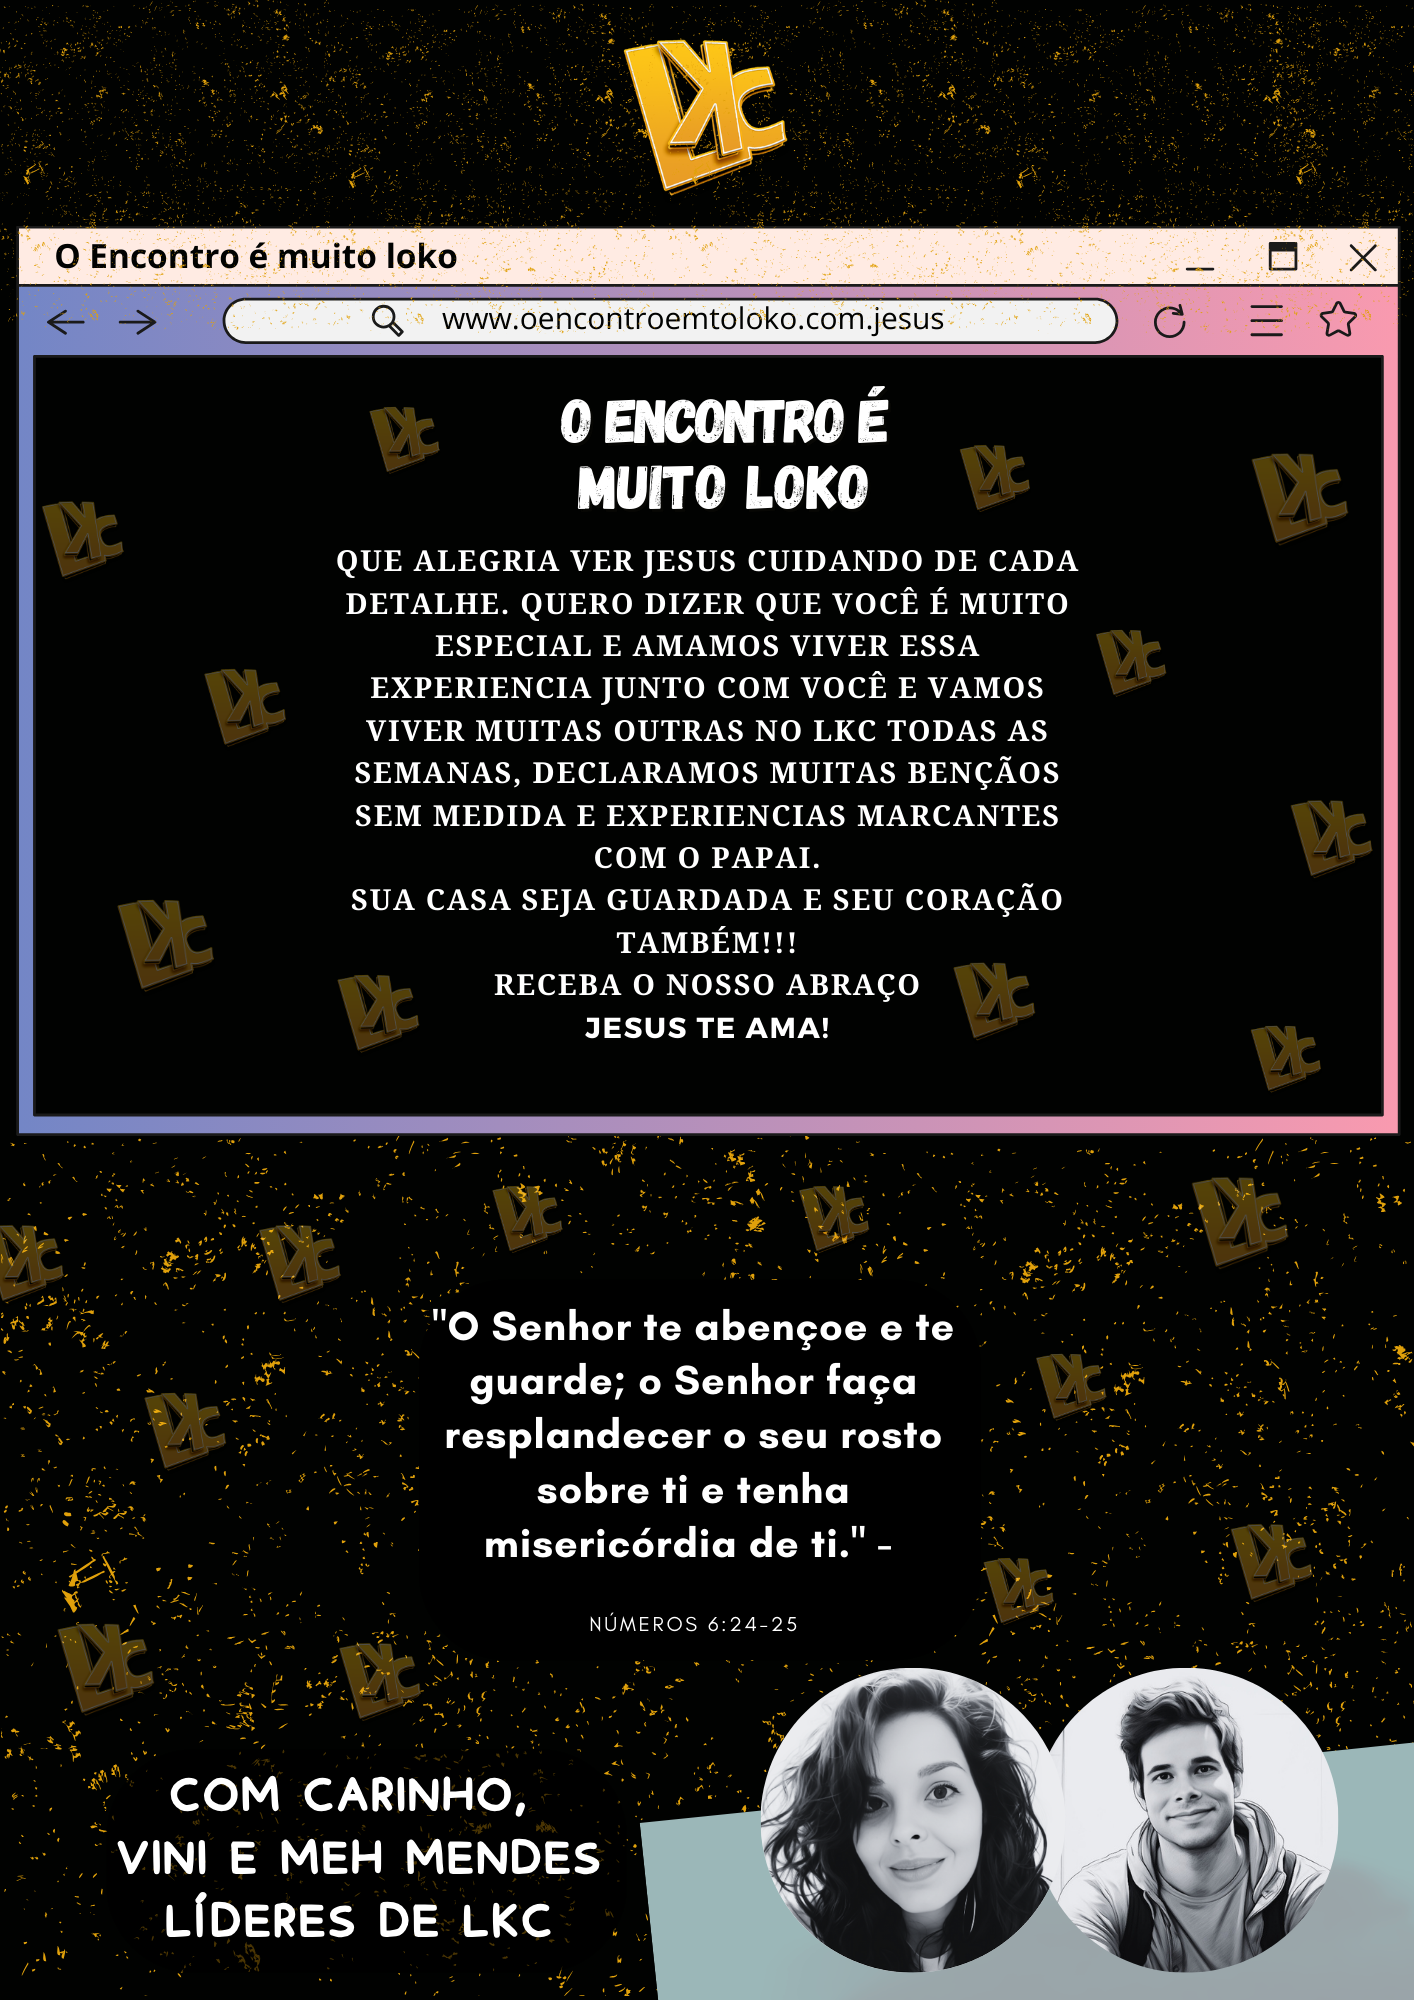 LKC
O Encontro é muito loko
www.oencontroemtoloko.com.jesus
O ENCONTRO É
MUITO LOKO
QUE ALEGRIA VER JESUS CUIDANDO DE CADA
DETALHE. QUERO DIZER QUE VOCÊ É MUITO
ESPECIAL E AMAMOS VIVER ESSA
EXPERIENCIA JUNTO COM VOCÊ E VAMOS
VIVER MUITAS OUTRAS NO LKC TODAS AS
SEMANAS, DECLARAMOS MUITAS BENÇÃOS
SEM MEDIDA E EXPERIENCIAS MARCANTES
COM O PAPAI.
SUA CASA SEJA GUARDADA E SEU CORAÇÃO
TAMBÉM!!!
RECEBA O NOSSO ABRAÇO
JESUS TE AMA!
"O Senhor te abençoe e te
guarde; o Senhor faça
resplandecer o seu rosto
sobre ti e tenha
misericórdia de ti." -
NÚMEROS 6:24-25
COM CARINHO,
VINI E MEH MENDES
LÍDERES DE LKC